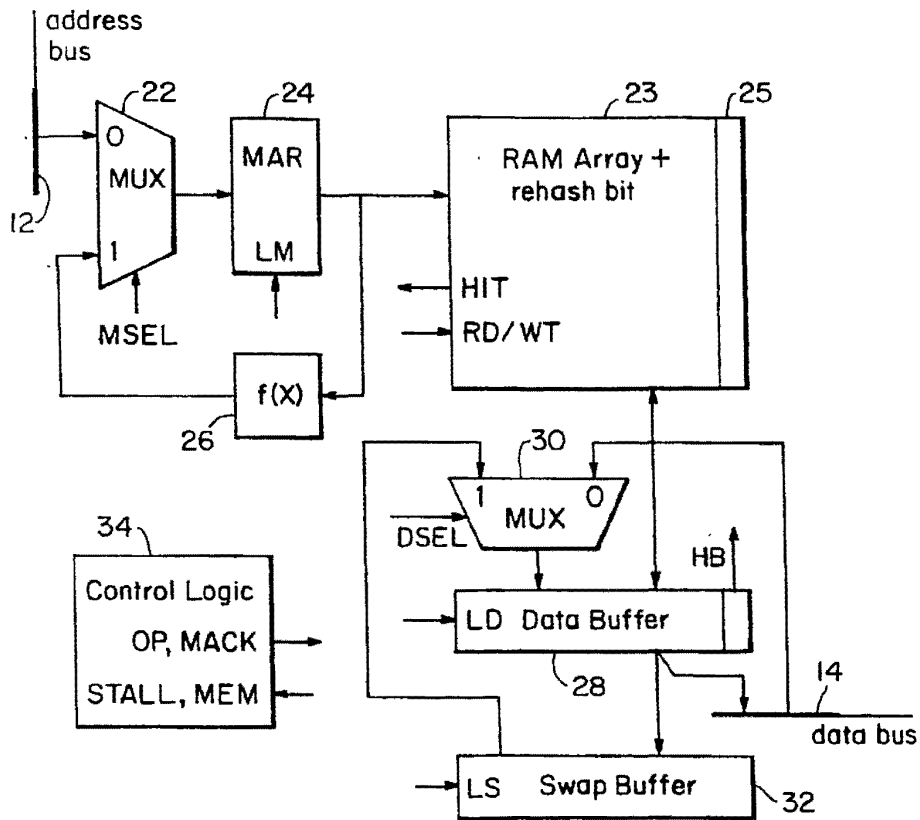 address
bus
22
24
23
25
0
MUX
1
12
MSEL
MAR
LM
RAM Array +
rehash bit
HIT
RD/WT
f(X)
26
30
1
0
MUX
DSEL
HB
34
Control Logic
OP, MACK
STALL, MEM
LD Data Buffer
28
14
data bus
LS Swap Buffer
32